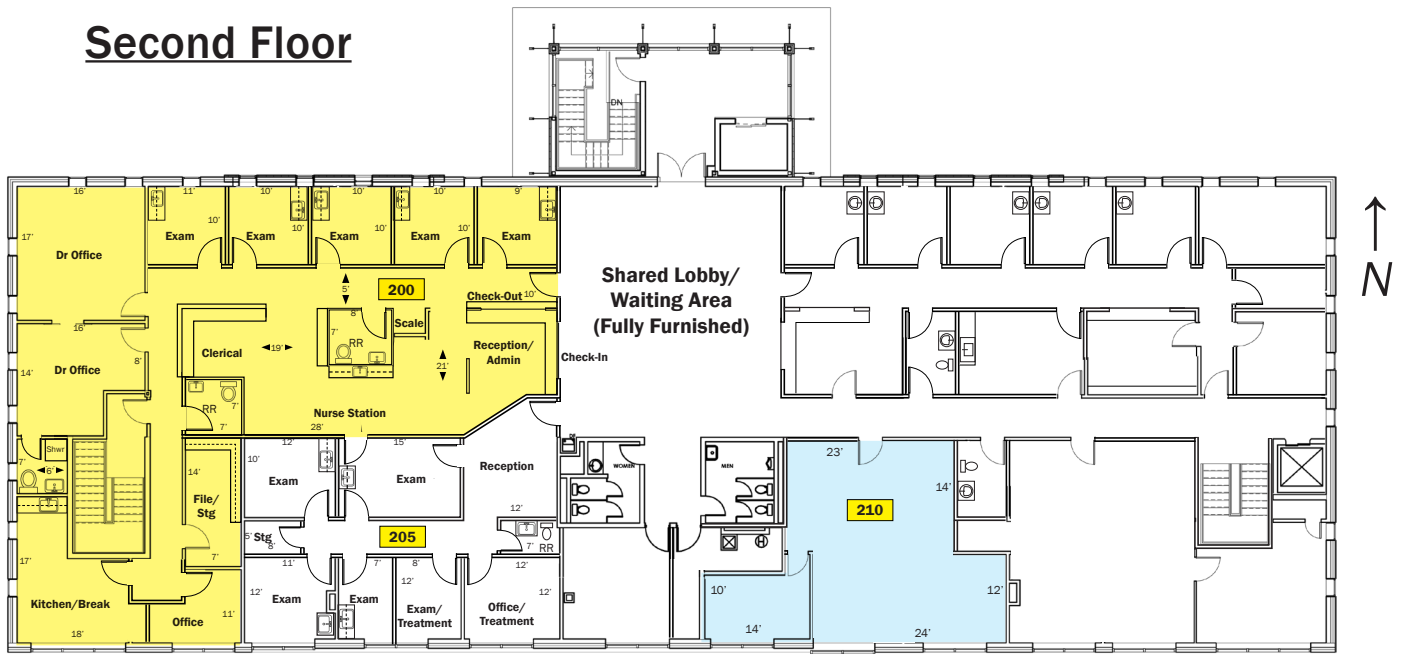 Second Floor
DN
N
16'
11'
10'
10'
10'
9'
17'
10'
10'
10'
10'
Dr Office
Exam
Exam
Exam
Exam
Exam
5'
200
Check-Out
10'
Shared Lobby/
Waiting Area
(Fully Furnished)
16'
8'
7'
Scale
RR
Clerical
19'
Reception/
Admin
Check-In
8'
14'
Dr Office
21'
RR
7'
7'
Nurse Station
28'
Shwr
7'
6'
12'
10'
Exam
15'
Exam
Reception
12'
WOMEN
MEN
23'
14'
210
14'
File/
Stg
7'
5'
Stg
8'
205
7'
RR
17'
Kitchen/Break
18'
11'
Office
11'
12'
Exam
7'
Exam
8'
12'
Exam/
Treatment
12'
12'
Office/
Treatment
10'
14'
12'
24'